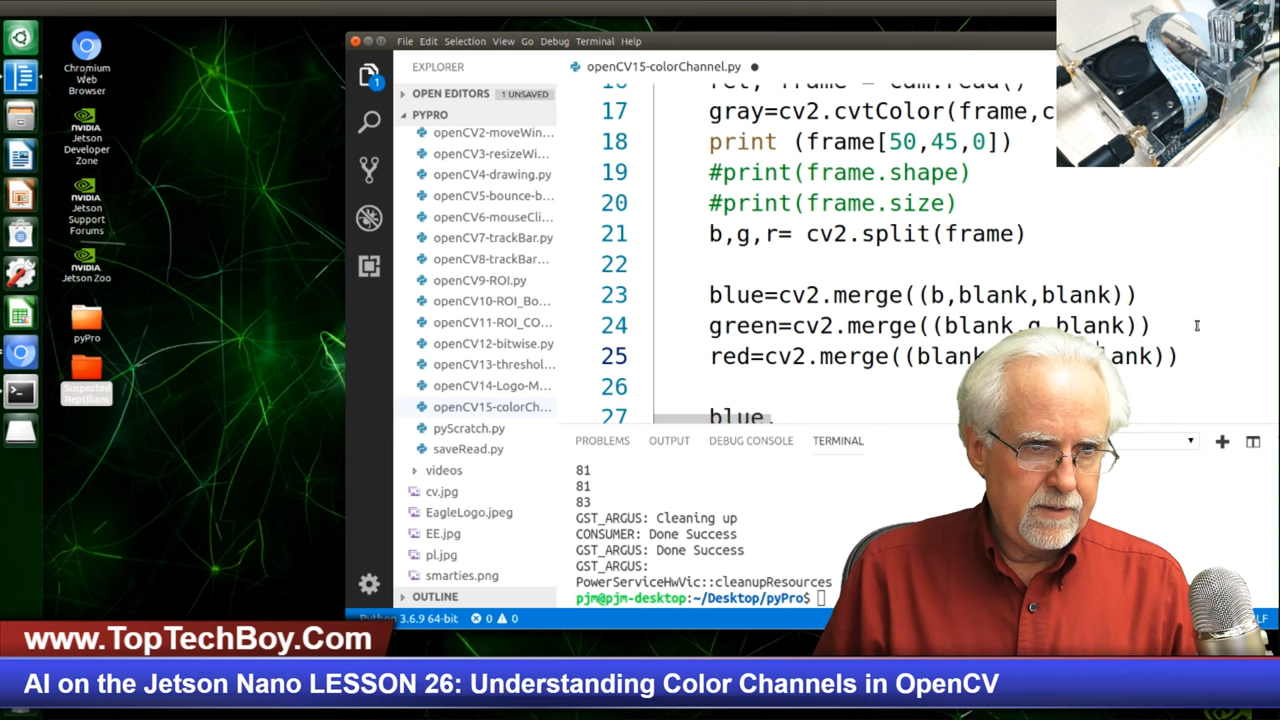 Chromium
Web
Browser
NVIDIA
Jetson
Developer
Zone
NVIDIA
Jetson
Support
Forums
NVIDIA
Jetson Zoo
pyPro
Suspected
Reptilians
File Edit Selection View Go Debug Terminal Help
EXPLORER
OPEN EDITORS 1 UNSAVED
PYPRO
openCV2-moveWin...
openCV3-resizeWi...
openCV4-drawing.py
openCV5-bounce-b...
openCV6-mouseCli...
openCV7-trackBar.py
openCV8-trackBar...
openCV9-ROI.py
openCV10-ROI_Bo...
openCV11-ROI_CO...
openCV12-bitwise.py
openCV13-threshol...
openCV14-Logo-M...
openCV15-colorCh...
pyScratch.py
saveRead.py
videos
cv.jpg
EagleLogo.jpeg
EE.jpg
pl.jpg
smarties.png
OUTLINE
openCV15-colorChannel.py
16 ret, frame = cam.read()
17 gray=cv2.cvtColor(frame,c
18 print (frame[50,45,0])
19 #print(frame.shape)
20 #print(frame.size)
21 b,g,r= cv2.split(frame)
22
23 blue=cv2.merge((b,blank,blank))
24 green=cv2.merge((blank,g,blank))
25 red=cv2.merge((blank
26
27 blue
PROBLEMS OUTPUT DEBUG CONSOLE TERMINAL
81
81
83
GST_ARGUS: Cleaning up
CONSUMER: Done Success
GST_ARGUS: Done Success
GST_ARGUS:
PowerServiceHwVic::cleanupResources
pjm@pjm-desktop:~/Desktop/pyPro$
Python 3.6.9 64-bit 0 0
www.TopTechBoy.Com
AI on the Jetson Nano LESSON 26: Understanding Color Channels in OpenCV